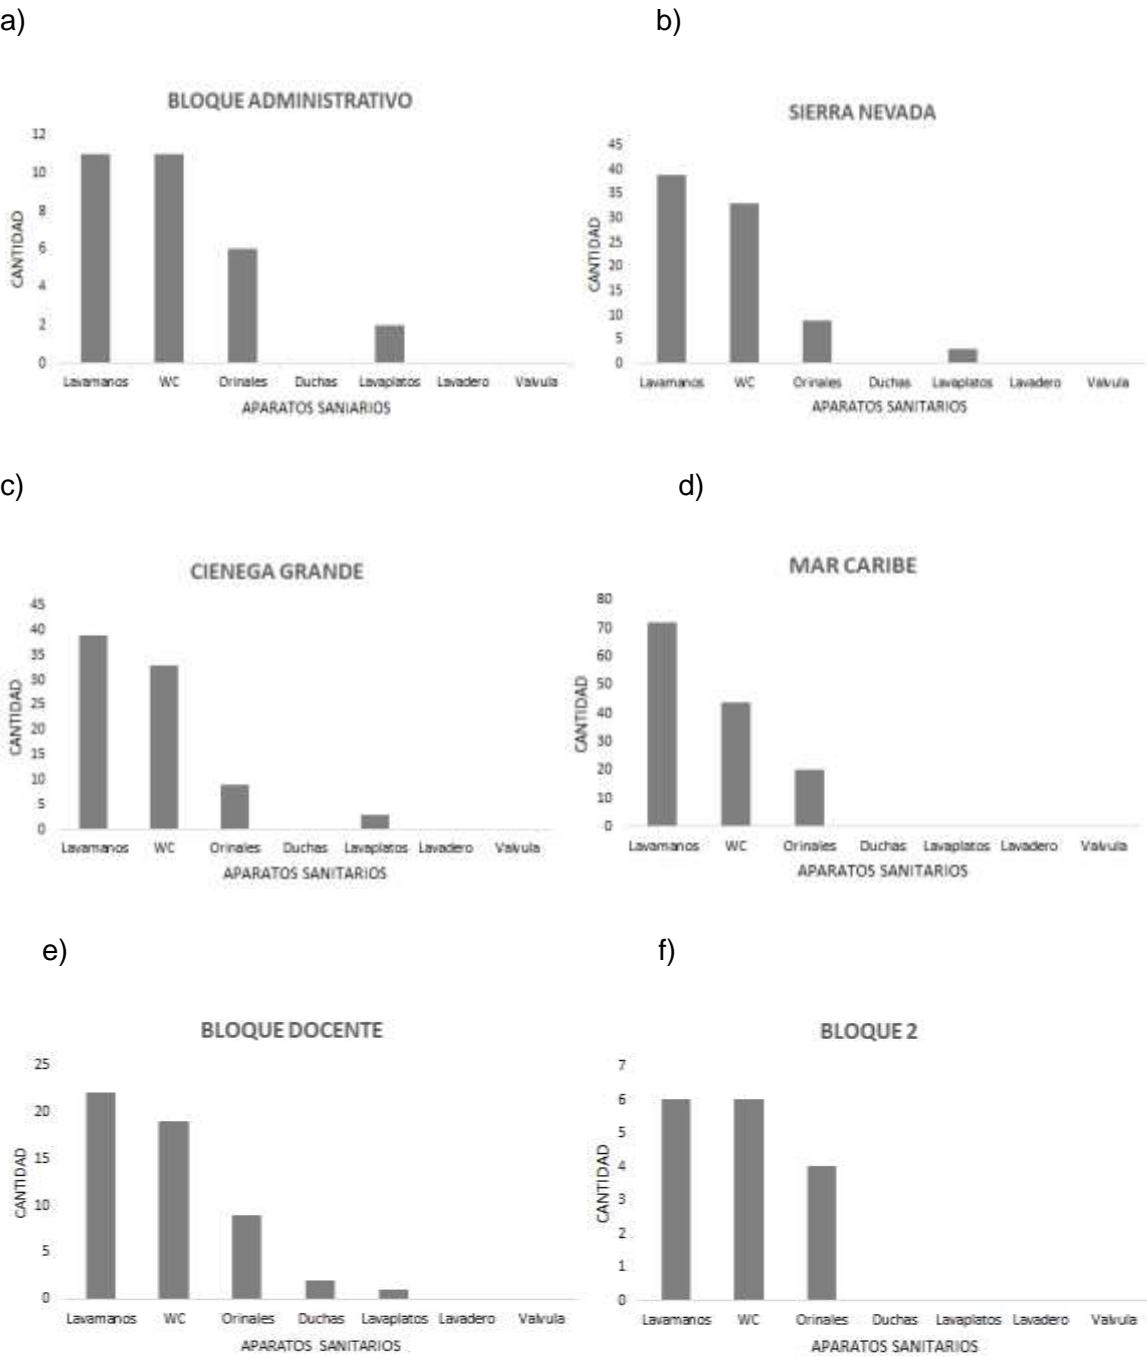 a)
b)
BLOQUE ADMINISTRATIVO
12
10
8
6
4
2
0
CANTIDAD
Lavamanos WC Orinales Duchas Lavaplatos Lavadero Valvula
APARATOS SANIARIOS
SIERRA NEVADA
45
40
35
30
25
20
15
10
5
0
CANTIDAD
Lavamanos WC Orinales Duchas Lavaplatos Lavadero Valvula
APARATOS SANITARIOS
c)
d)
CIENEGA GRANDE
45
40
35
30
25
20
15
10
5
0
CANTIDAD
Lavamanos WC Orinales Duchas Lavaplatos Lavadero Valvula
APARATOS SANITARIOS
MAR CARIBE
80
70
60
50
40
30
20
10
0
CANTIDAD
Lavamanos WC Orinales Duchas Lavaplatos Lavadero Valvula
APARATOS SANITARIOS
e)
f)
BLOQUE DOCENTE
25
20
15
10
5
0
CANTIDAD
Lavamanos WC Orinales Duchas Lavaplatos Lavadero Valvula
APARATOS SANITARIOS
BLOQUE 2
7
6
5
4
3
2
1
0
CANTIDAD
Lavamanos WC Orinales Duchas Lavaplatos Lavadero Valvula
APARATOS SANITARIOS